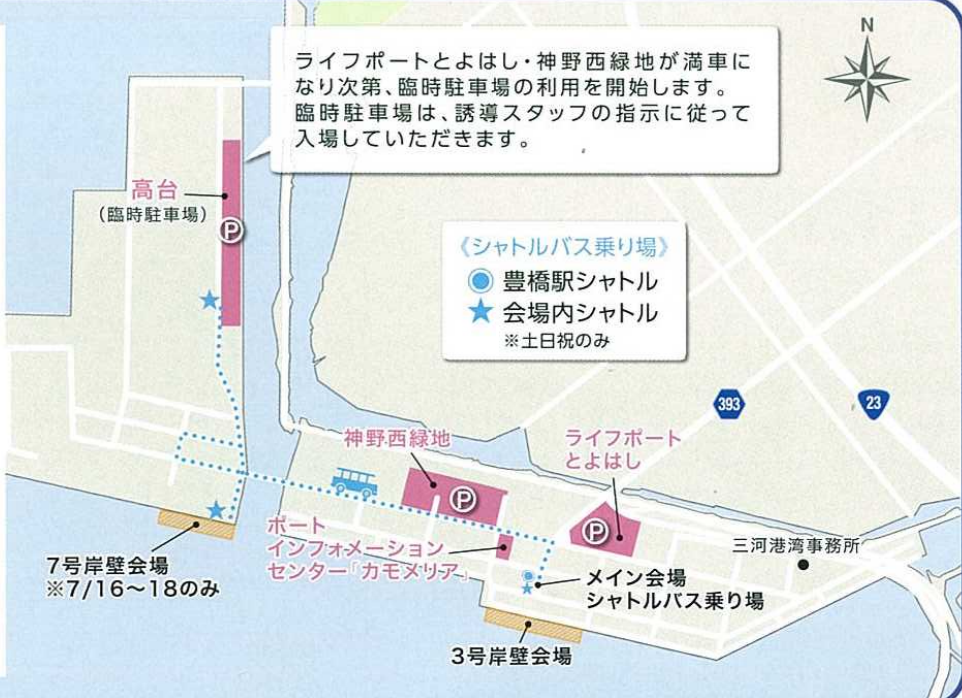 ライフポートとよはし・神野西緑地が満車に
なり次第、臨時駐車場の利用を開始します。
臨時駐車場は、誘導スタッフの指示に従って
入場していただきます。
N
高台
(臨時駐車場)
P
《シャトルバス乗り場》
豊橋駅シャトル
会場内シャトル
※土日祝のみ
393
23
神野西緑地
P
ライフポート
とよはし
P
ポート
インフォメーション
センター「カモメリア」
三河港湾事務所
7号岸壁会場
※7/16〜18のみ
メイン会場
シャトルバス乗り場
3号岸壁会場